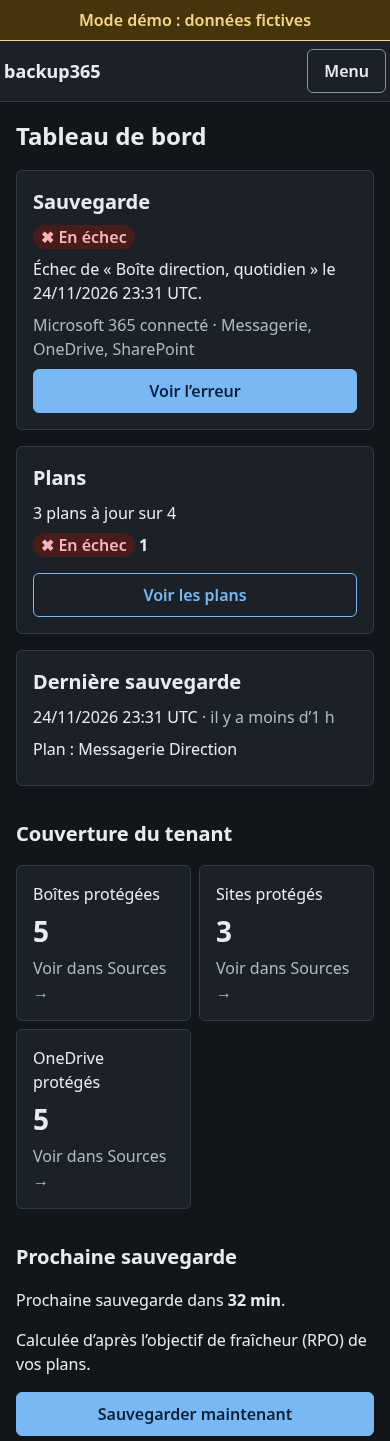 Mode démo : données fictives
backup365
Menu
Tableau de bord
Sauvegarde
✖ En échec
Échec de « Boîte direction, quotidien » le
24/11/2026 23:31 UTC.
Microsoft 365 connecté · Messagerie,
OneDrive, SharePoint
Voir l’erreur
Plans
3 plans à jour sur 4
✖ En échec 1
Voir les plans
Dernière sauvegarde
24/11/2026 23:31 UTC · il y a moins d’1 h
Plan : Messagerie Direction
Couverture du tenant
Boîtes protégées
5
Voir dans Sources
→
Sites protégés
3
Voir dans Sources
→
OneDrive
protégés
5
Voir dans Sources
→
Prochaine sauvegarde
Prochaine sauvegarde dans 32 min.
Calculée d’après l’objectif de fraîcheur (RPO) de
vos plans.
Sauvegarder maintenant